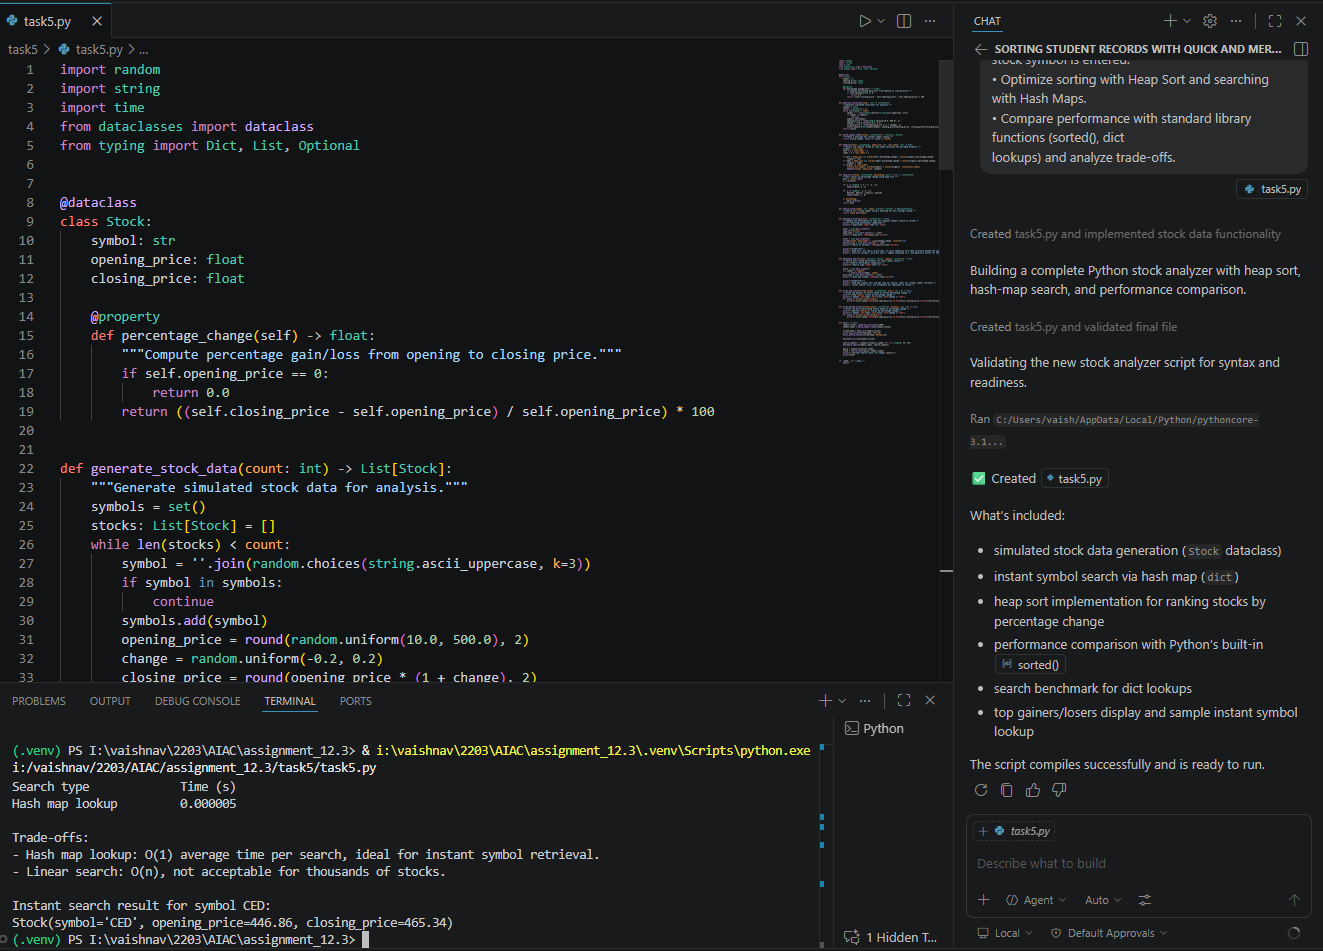 task5.py
task5 > task5.py > ...
1 import random
2 import string
3 import time
4 from dataclasses import dataclass
5 from typing import Dict, List, Optional
6
7
8 @dataclass
9 class Stock:
10 symbol: str
11 opening_price: float
12 closing_price: float
13
14 @property
15 def percentage_change(self) -> float:
16 """Compute percentage gain/loss from opening to closing price."""
17 if self.opening_price == 0:
18 return 0.0
19 return ((self.closing_price - self.opening_price) / self.opening_price) * 100
20
21
22 def generate_stock_data(count: int) -> List[Stock]:
23 """Generate simulated stock data for analysis."""
24 symbols = set()
25 stocks: List[Stock] = []
26 while len(stocks) < count:
27 symbol = ''.join(random.choices(string.ascii_uppercase, k=3))
28 if symbol in symbols:
29 continue
30 symbols.add(symbol)
31 opening_price = round(random.uniform(10.0, 500.0), 2)
32 change = random.uniform(-0.2, 0.2)
33 closing_price = round(opening_price * (1 + change), 2)
PROBLEMS OUTPUT DEBUG CONSOLE TERMINAL PORTS
(.venv) PS I:\vaishnav\2203\AIAC\assignment_12.3> & i:\vaishnav\2203\AIAC\assignment_12.3\.venv\Scripts\python.exe
i:/vaishnav/2203/AIAC/assignment_12.3/task5/task5.py
Search type Time (s)
Hash map lookup 0.000005
Trade-offs:
- Hash map lookup: O(1) average time per search, ideal for instant symbol retrieval.
- Linear search: O(n), not acceptable for thousands of stocks.
Instant search result for symbol CED:
Stock(symbol='CED', opening_price=446.86, closing_price=465.34)
(.venv) PS I:\vaishnav\2203\AIAC\assignment_12.3>
Python
1 Hidden T...
CHAT
SORTING STUDENT RECORDS WITH QUICK AND MER...
stock symbol is entered.
• Optimize sorting with Heap Sort and searching
with Hash Maps.
• Compare performance with standard library
functions (sorted(), dict
lookups) and analyze trade-offs.
task5.py
Created task5.py and implemented stock data functionality
Building a complete Python stock analyzer with heap sort,
hash-map search, and performance comparison.
Created task5.py and validated final file
Validating the new stock analyzer script for syntax and
readiness.
Ran C:/Users/vaish/AppData/Local/Python/pythoncore-
3.1...
✅ Created task5.py
What's included:
• simulated stock data generation (Stock dataclass)
• instant symbol search via hash map (dict)
• heap sort implementation for ranking stocks by
percentage change
• performance comparison with Python's built-in
sorted()
• search benchmark for dict lookups
• top gainers/losers display and sample instant symbol
lookup
The script compiles successfully and is ready to run.
+ task5.py
Describe what to build
Agent Auto
Local Default Approvals